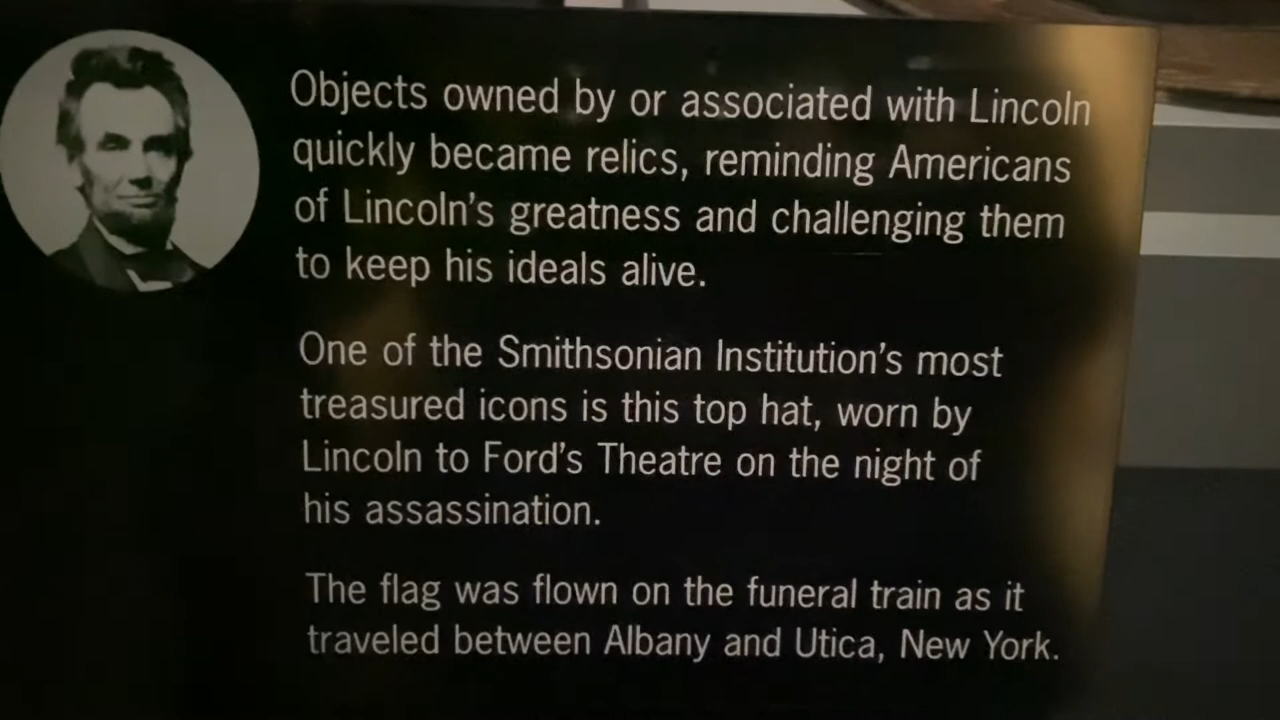 Objects owned by or associated with Lincoln
quickly became relics, reminding Americans
of Lincoln's greatness and challenging them
to keep his ideals alive.
One of the Smithsonian Institution's most
treasured icons is this top hat, worn by
Lincoln to Ford's Theatre on the night of
his assassination.
The flag was flown on the funeral train as it
traveled between Albany and Utica, New York.